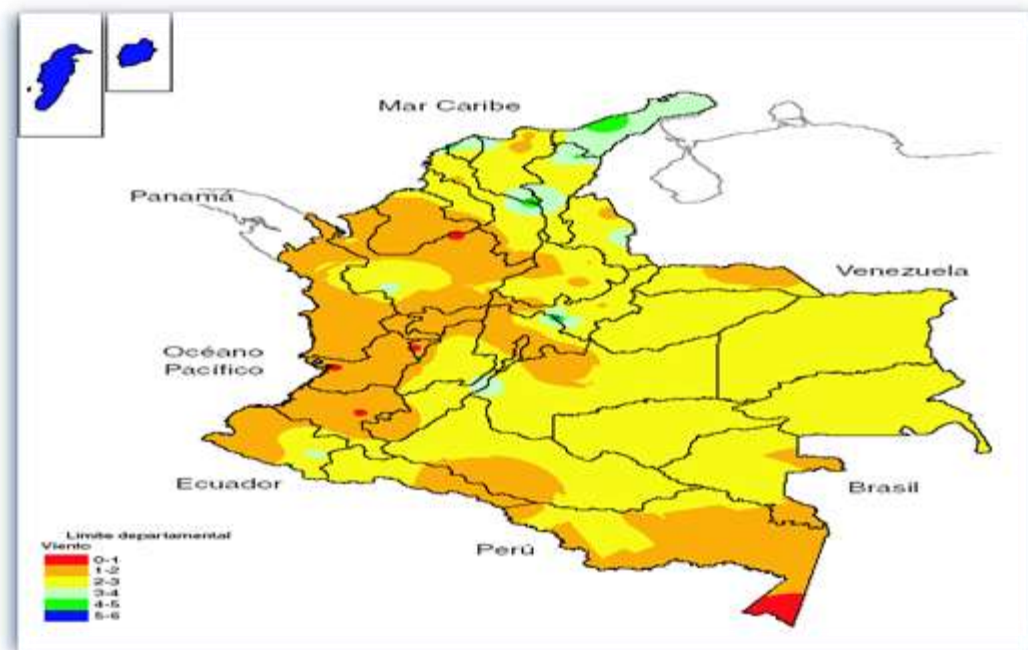 Mar Caribe
Panamá
Venezuela
Océano
Pacífico
Ecuador
Brasil
Perú
Límite departamental
Viento
0-1
1-2
2-3
3-4
4-5
5-6